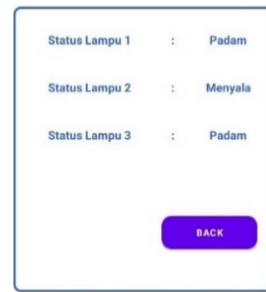 Status Lampu 1 : Padam
Status Lampu 2 : Menyala
Status Lampu 3 : Padam
BACK